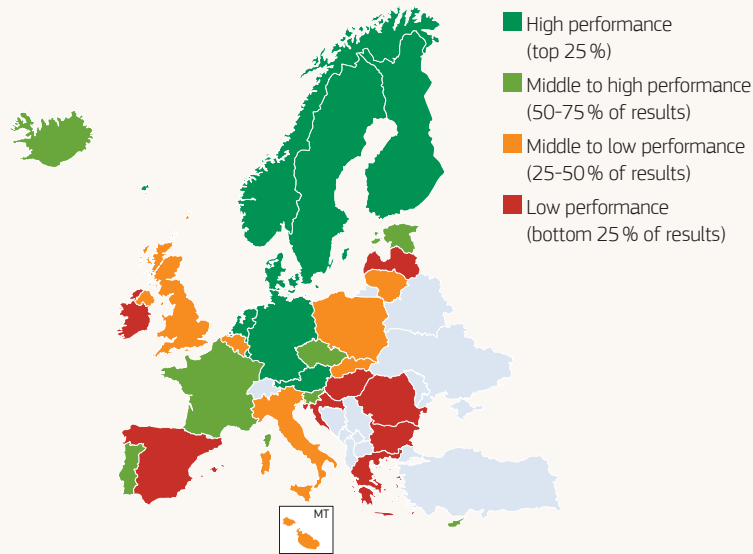 High performance
(top 25 %)
Middle to high performance
(50-75 % of results)
Middle to low performance
(25-50 % of results)
Low performance
(bottom 25 % of results)
MT